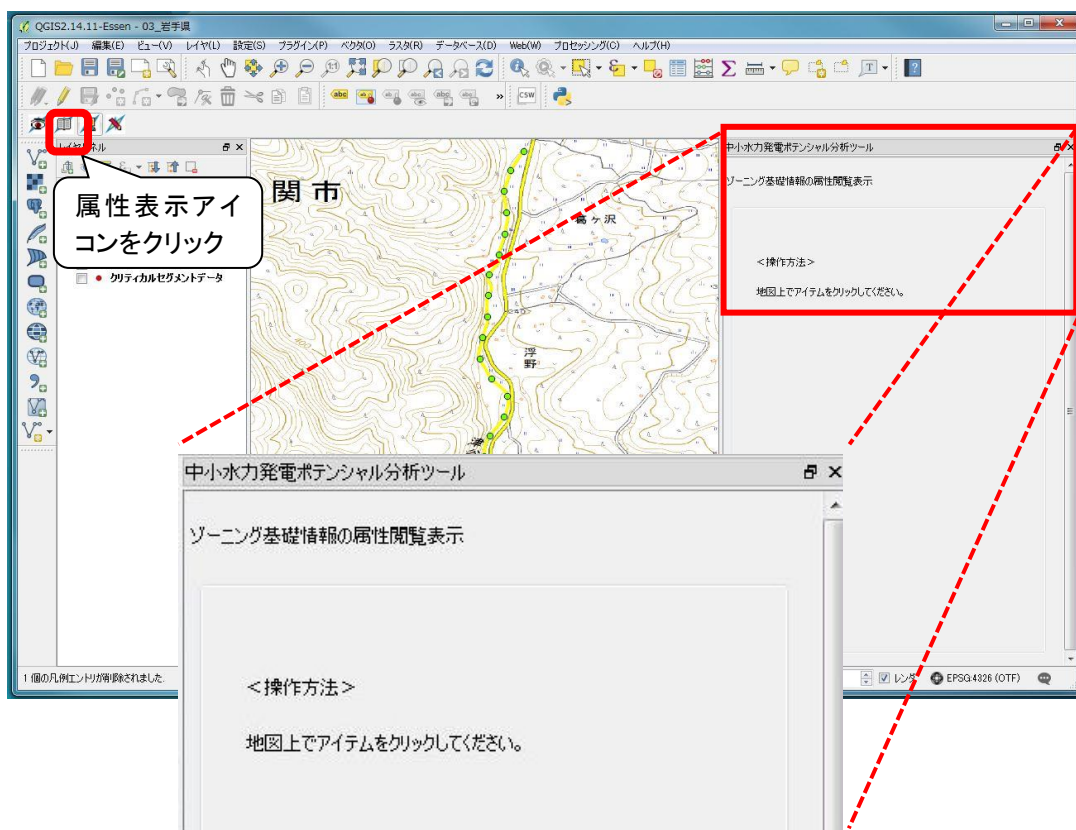 QGIS2.14.11-Essen - 03_岩手県
プロジェクト(J) 編集(E) ビュー(V) レイヤ(L) 設定(S) プラグイン(P) ベクタ(O) ラスタ(R) データベース(D) Web(W) プロセッシング(C) ヘルプ(H)
abc
CSW
中小水力発電ポテンシャル分析ツール
関市
ゾーニング基礎情報の属性閲覧表示
属性表示アイ
コンをクリック
葛ヶ沢
<操作方法>
クリティカルセグメントデータ
地図上でアイテムをクリックしてください。
240
400
浮野
中小水力発電ポテンシャル分析ツール
ゾーニング基礎情報の属性閲覧表示
<操作方法>
地図上でアイテムをクリックしてください。
1 個の凡例エントリが削除されました.
レンダ
EPSG:4326 (OTF)